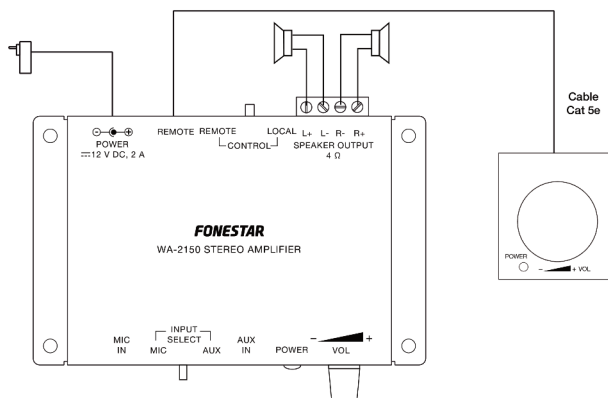 Cable
Cat 5e
⊖ ⊕
POWER
⎓12 V DC, 2 A
REMOTE
REMOTE LOCAL
CONTROL
L+ L- R- R+
SPEAKER OUTPUT
4 Ω
FONESTAR
WA-2150 STEREO AMPLIFIER
POWER
- + VOL
MIC
IN
INPUT
SELECT
MIC AUX
AUX
IN
POWER
- +
VOL